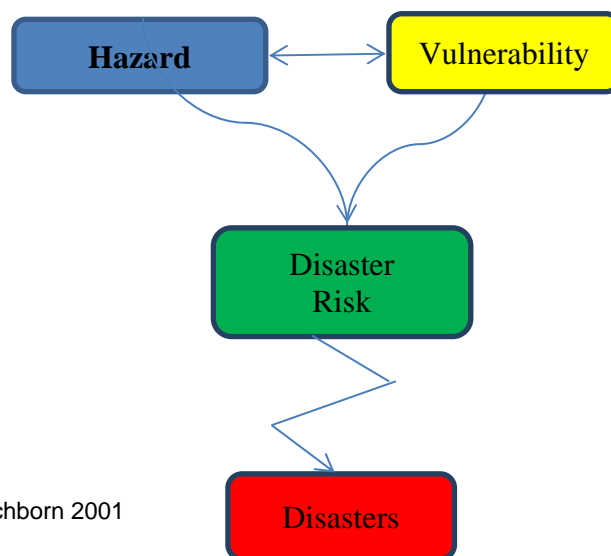 Hazard
Vulnerability
Disaster
Risk
chborn 2001
Disasters